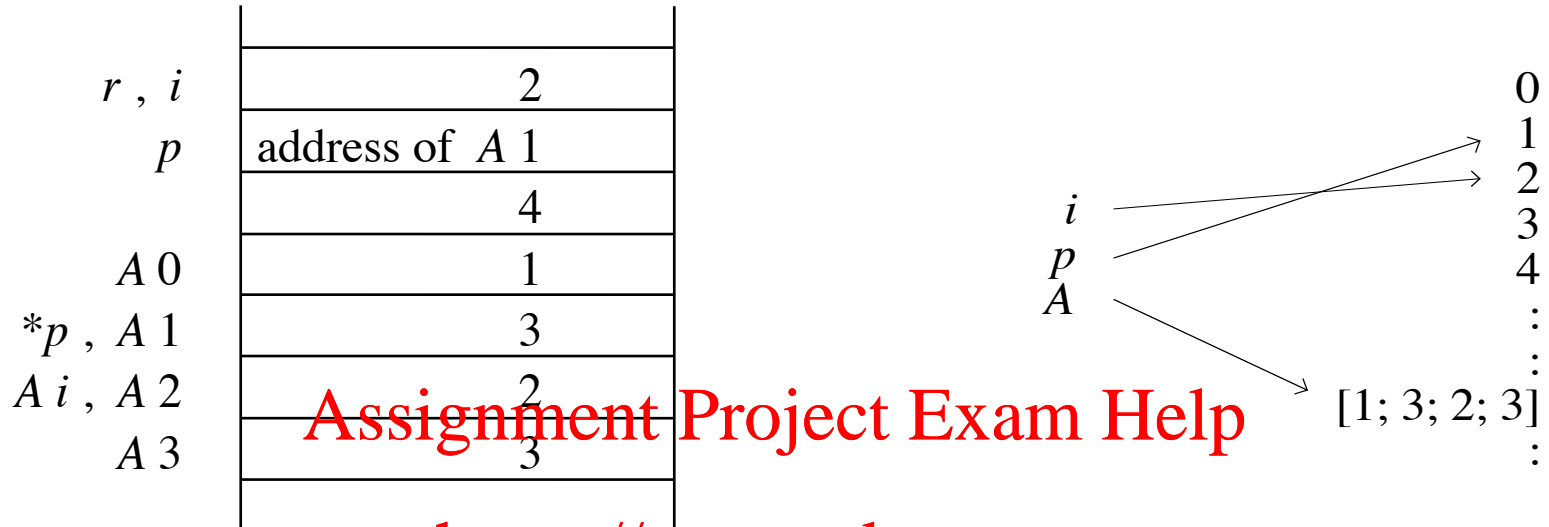 r , i 2
p address of A 1
4
A 0 1
*p , A 1 3
A i , A 2 2
A 3 3
0
1
2
3
4
:
:
[1; 3; 2; 3]
:
i
p
A
Assignment Project Exam Help